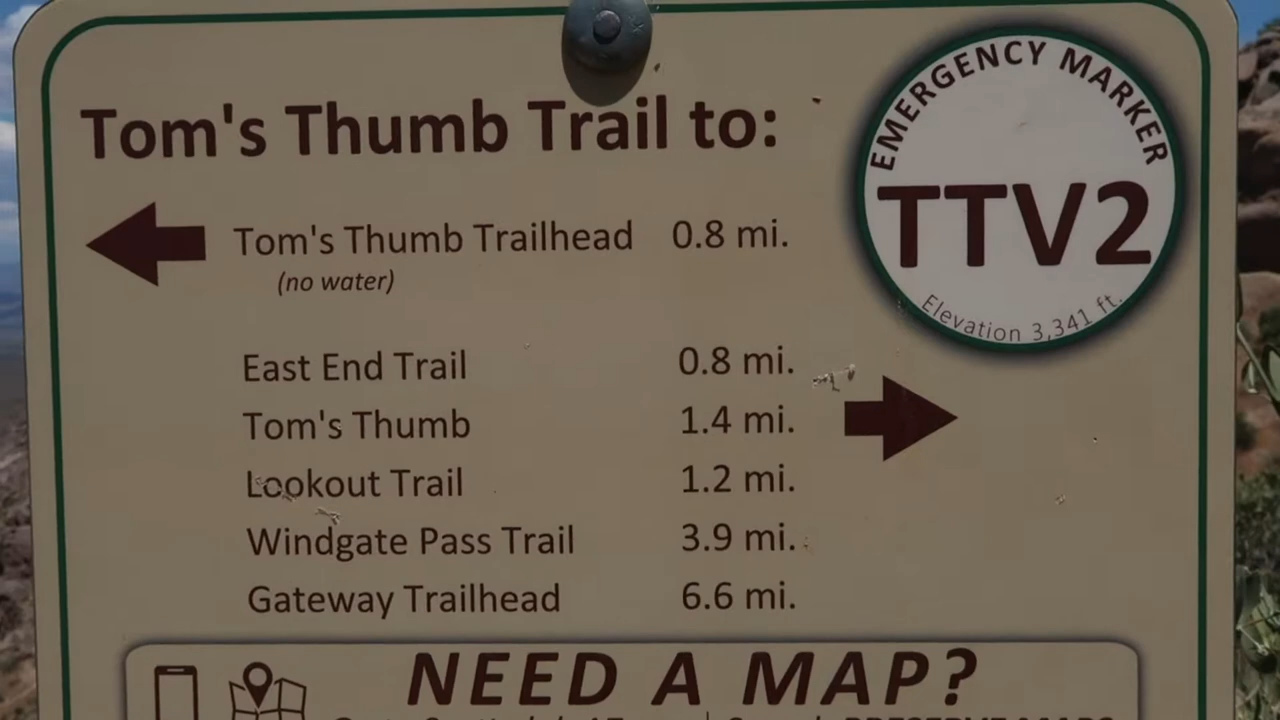 Tom's Thumb Trail to:
EMERGENCY MARKER
TTV2
Elevation 3,341 ft.
Tom's Thumb Trailhead 0.8 mi.
(no water)
East End Trail 0.8 mi.
Tom's Thumb 1.4 mi.
Lookout Trail 1.2 mi.
Windgate Pass Trail 3.9 mi.
Gateway Trailhead 6.6 mi.
NEED A MAP?